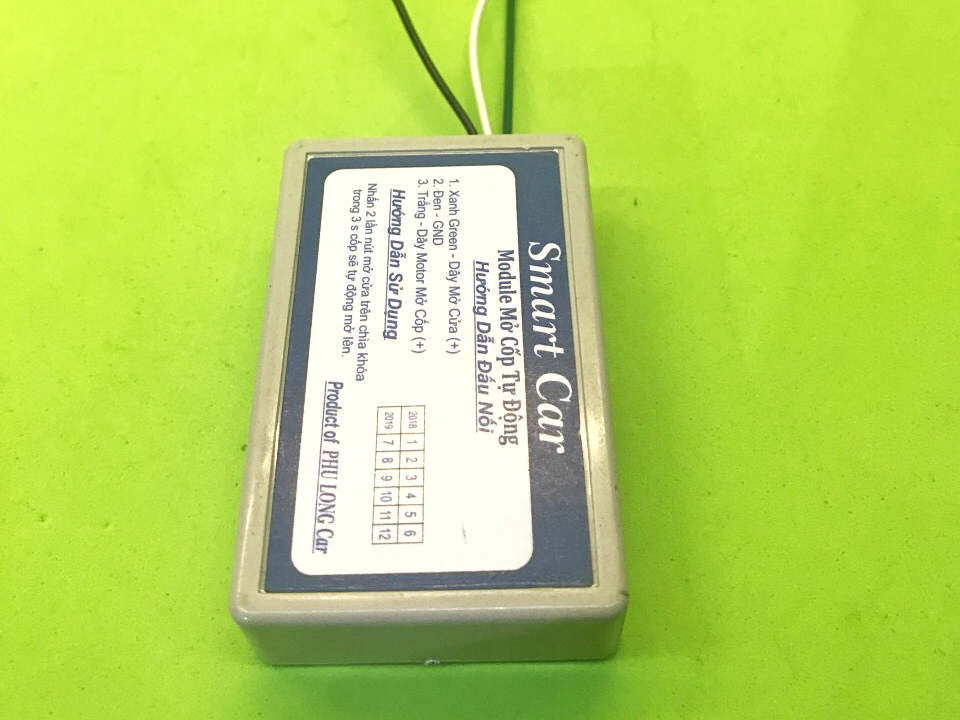 Smart Car
Module Mở Cốp Tự Động
Hướng Dẫn Đấu Nối
1. Xanh Green - Dây Mở Cửa (+)
2. Đen - GND
3. Trắng - Dây Motor Mở Cốp (+)
Hướng Dẫn Sử Dụng
Nhấn 2 lần nút mở cửa trên chìa khóa
trong 3 s cốp sẽ tự động mở lên.
2018 1 2 3 4 5 6
2019 7 8 9 10 11 12
Product of PHU LONG Car